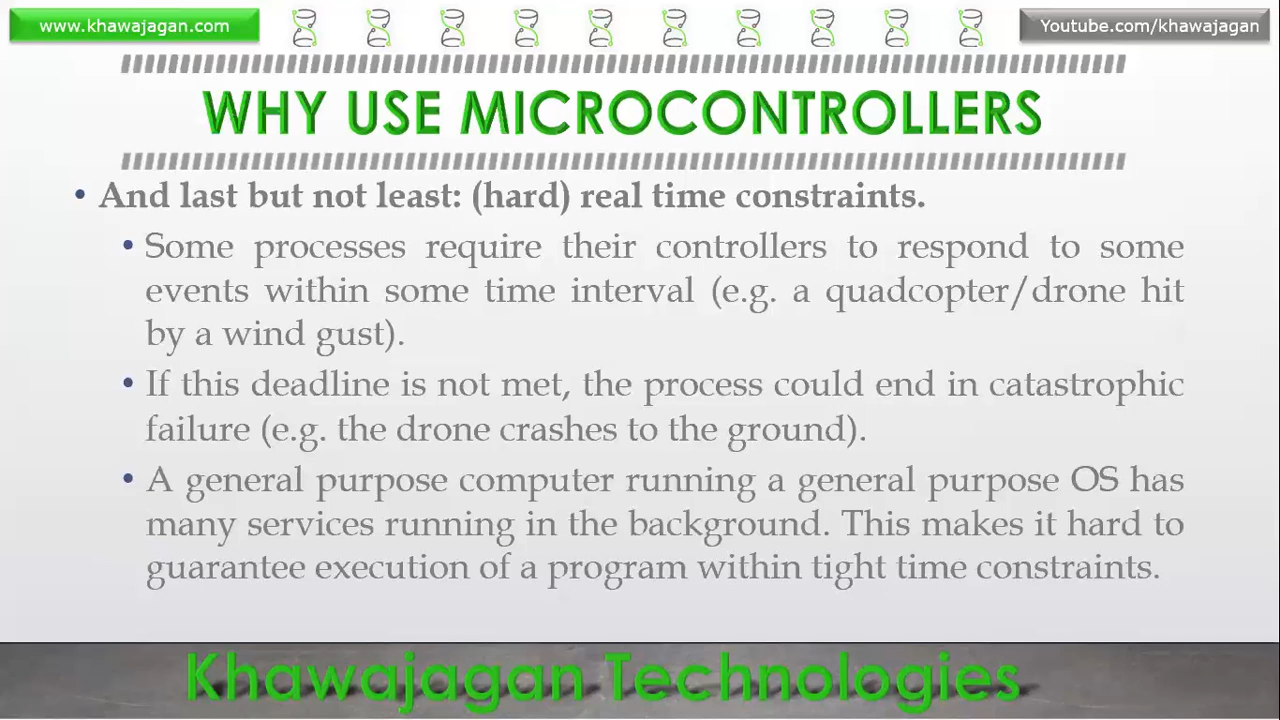 www.khawajagan.com
Youtube.com/khawajagan
WHY USE MICROCONTROLLERS
• And last but not least: (hard) real time constraints.
• Some processes require their controllers to respond to some
events within some time interval (e.g. a quadcopter/drone hit
by a wind gust).
• If this deadline is not met, the process could end in catastrophic
failure (e.g. the drone crashes to the ground).
• A general purpose computer running a general purpose OS has
many services running in the background. This makes it hard to
guarantee execution of a program within tight time constraints.
Khawajagan Technologies